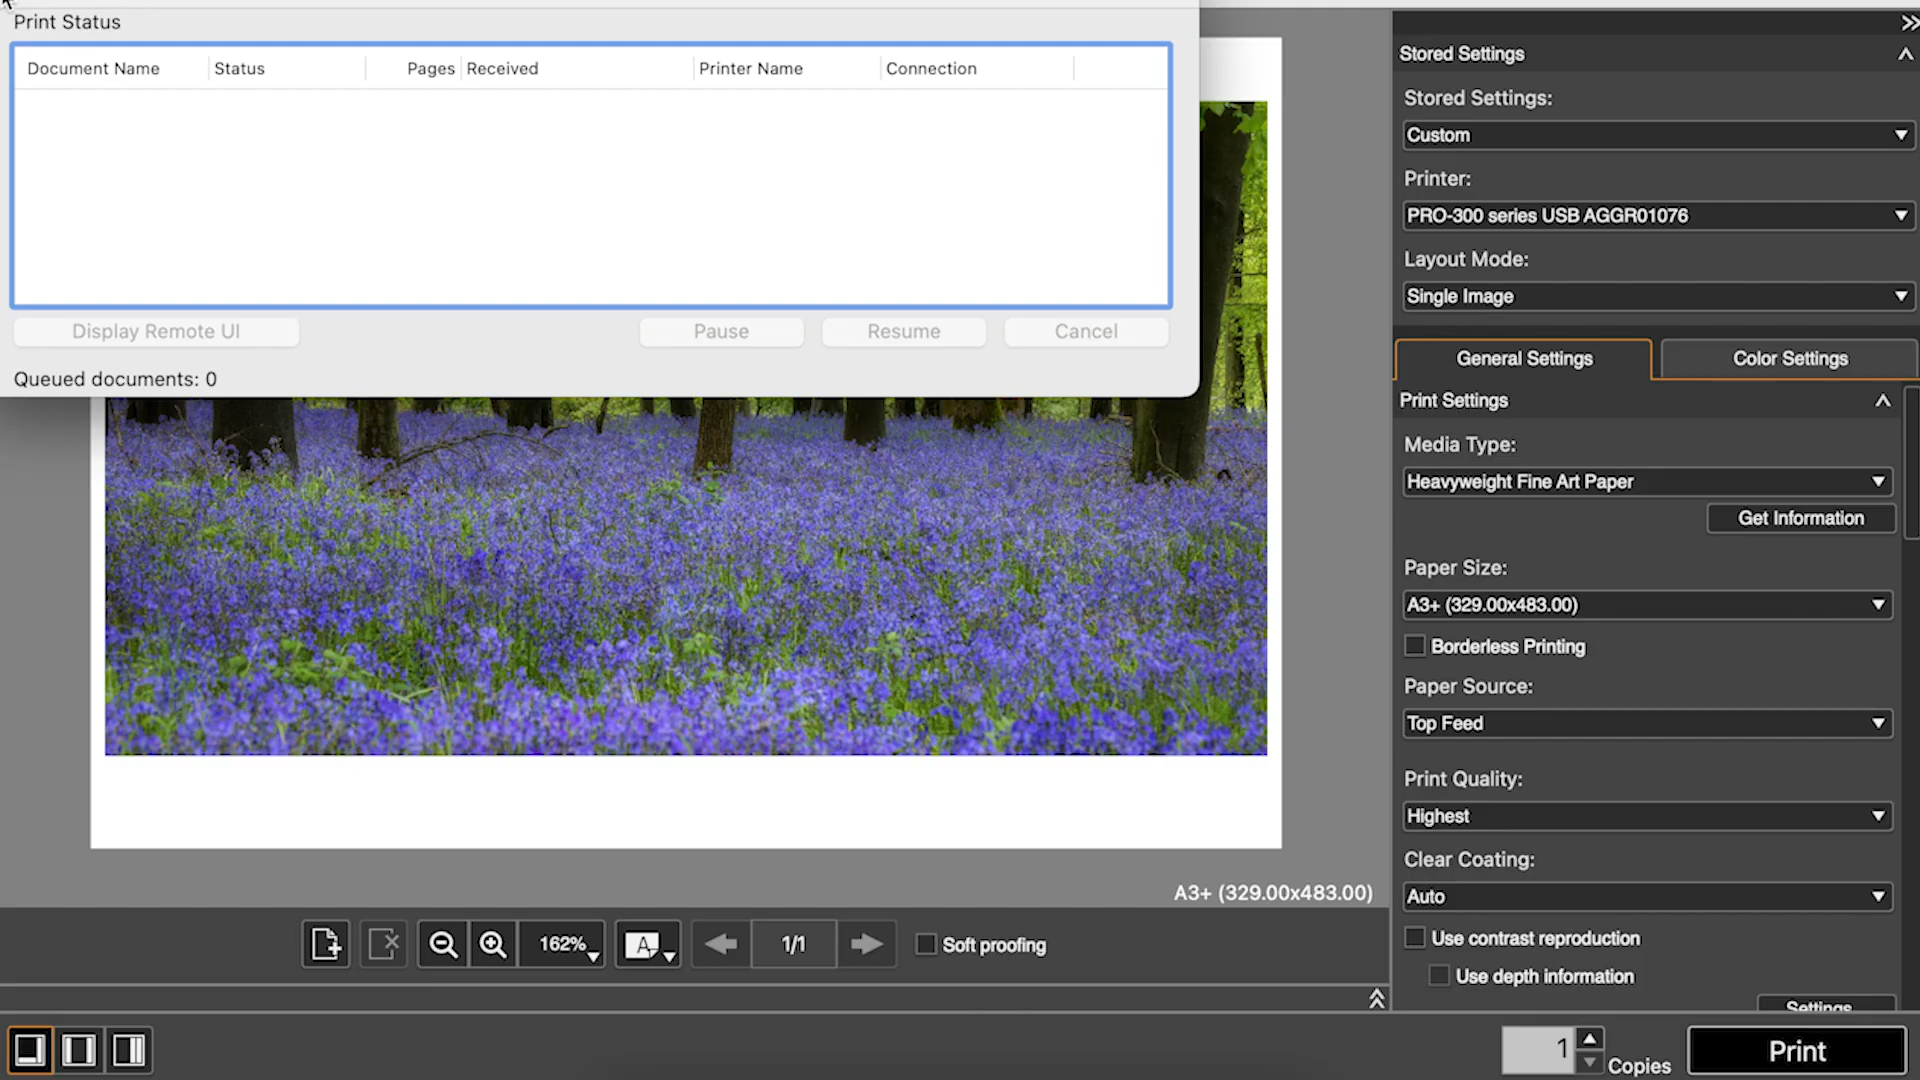 Print Status
Document Name Status Pages Received Printer Name Connection
Display Remote UI Pause Resume Cancel
Queued documents: 0
A3+ (329.00x483.00)
162% A 1/1 Soft proofing
Stored Settings
Stored Settings:
Custom
Printer:
PRO-300 series USB AGGR01076
Layout Mode:
Single Image
General Settings Color Settings
Print Settings
Media Type:
Heavyweight Fine Art Paper
Get Information
Paper Size:
A3+ (329.00x483.00)
Borderless Printing
Paper Source:
Top Feed
Print Quality:
Highest
Clear Coating:
Auto
Use contrast reproduction
Use depth information
Settings
1 Copies Print